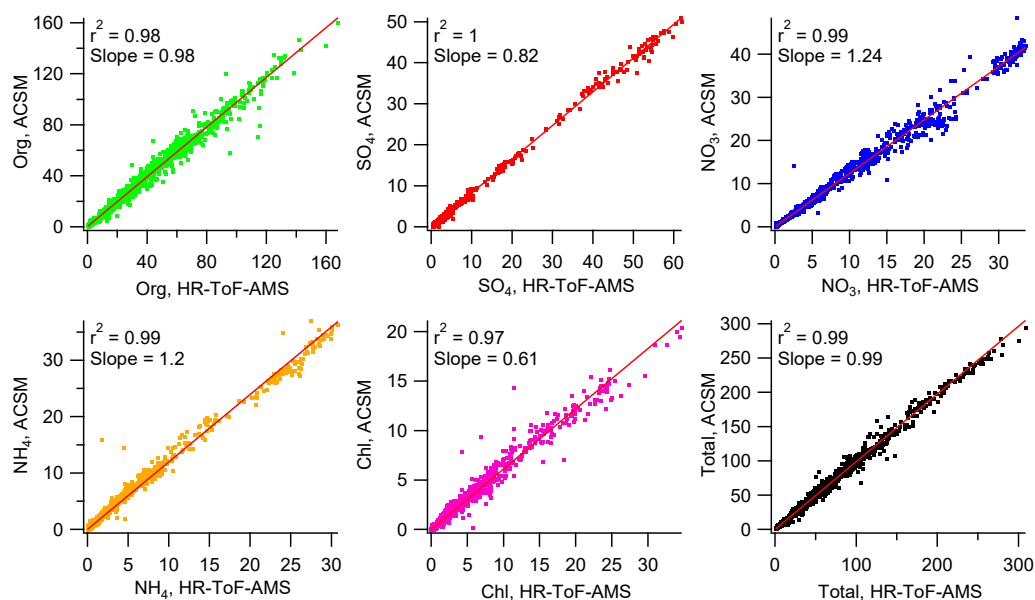 r² = 0.98
Slope = 0.98
160
120
80
40
0
Org, ACSM
0 40 80 120 160
Org, HR-ToF-AMS
r² = 1
Slope = 0.82
50
40
30
20
10
0
SO₄, ACSM
0 10 20 30 40 50 60
SO₄, HR-ToF-AMS
r² = 0.99
Slope = 1.24
40
30
20
10
0
NO₃, ACSM
0 5 10 15 20 25 30
NO₃, HR-ToF-AMS
r² = 0.99
Slope = 1.2
30
20
10
0
NH₄, ACSM
0 5 10 15 20 25 30
NH₄, HR-ToF-AMS
r² = 0.97
Slope = 0.61
20
15
10
5
0
Chl, ACSM
0 5 10 15 20 25 30
Chl, HR-ToF-AMS
r² = 0.99
Slope = 0.99
300
250
200
150
100
50
0
Total, ACSM
0 100 200 300
Total, HR-ToF-AMS